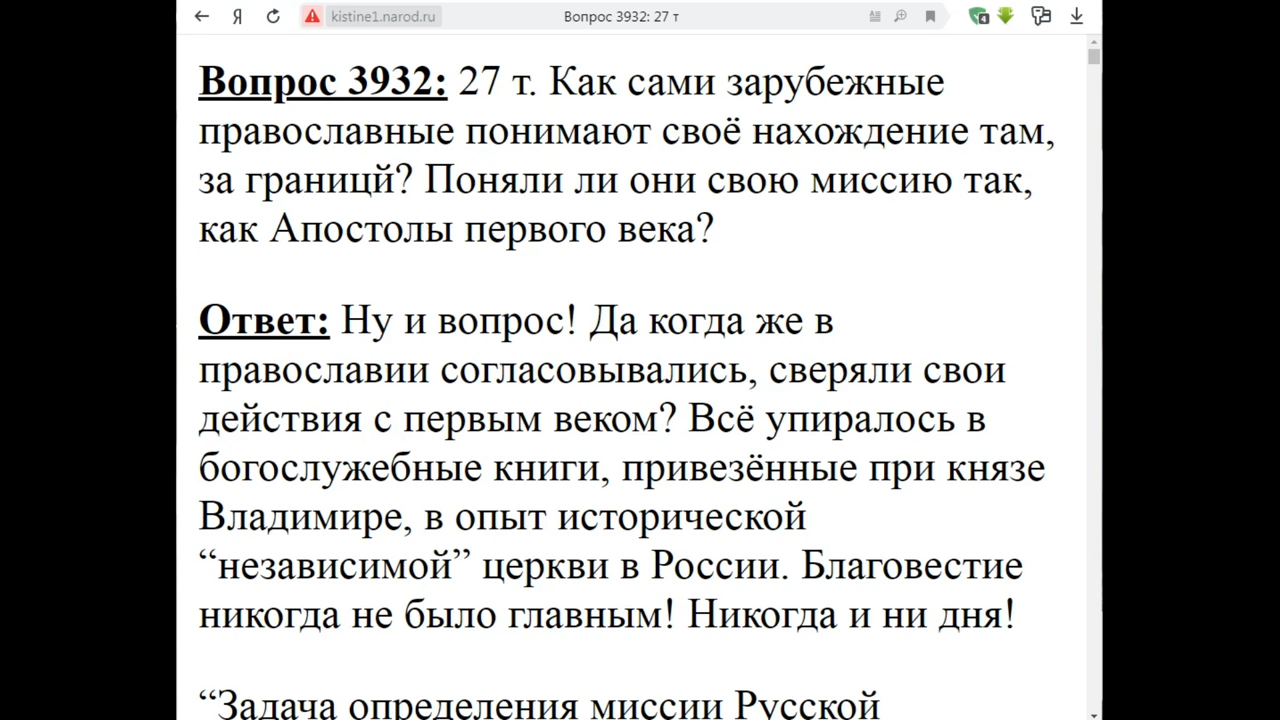 Я kistine1.narod.ru Вопрос 3932: 27 т 4
Вопрос 3932: 27 т. Как сами зарубежные
православные понимают своё нахождение там,
за границй? Поняли ли они свою миссию так,
как Апостолы первого века?
Ответ: Ну и вопрос! Да когда же в
православии согласовывались, сверяли свои
действия с первым веком? Всё упиралось в
богослужебные книги, привезённые при князе
Владимире, в опыт исторической
“независимой” церкви в России. Благовестие
никогда не было главным! Никогда и ни дня!
“Задача определения миссии Русской